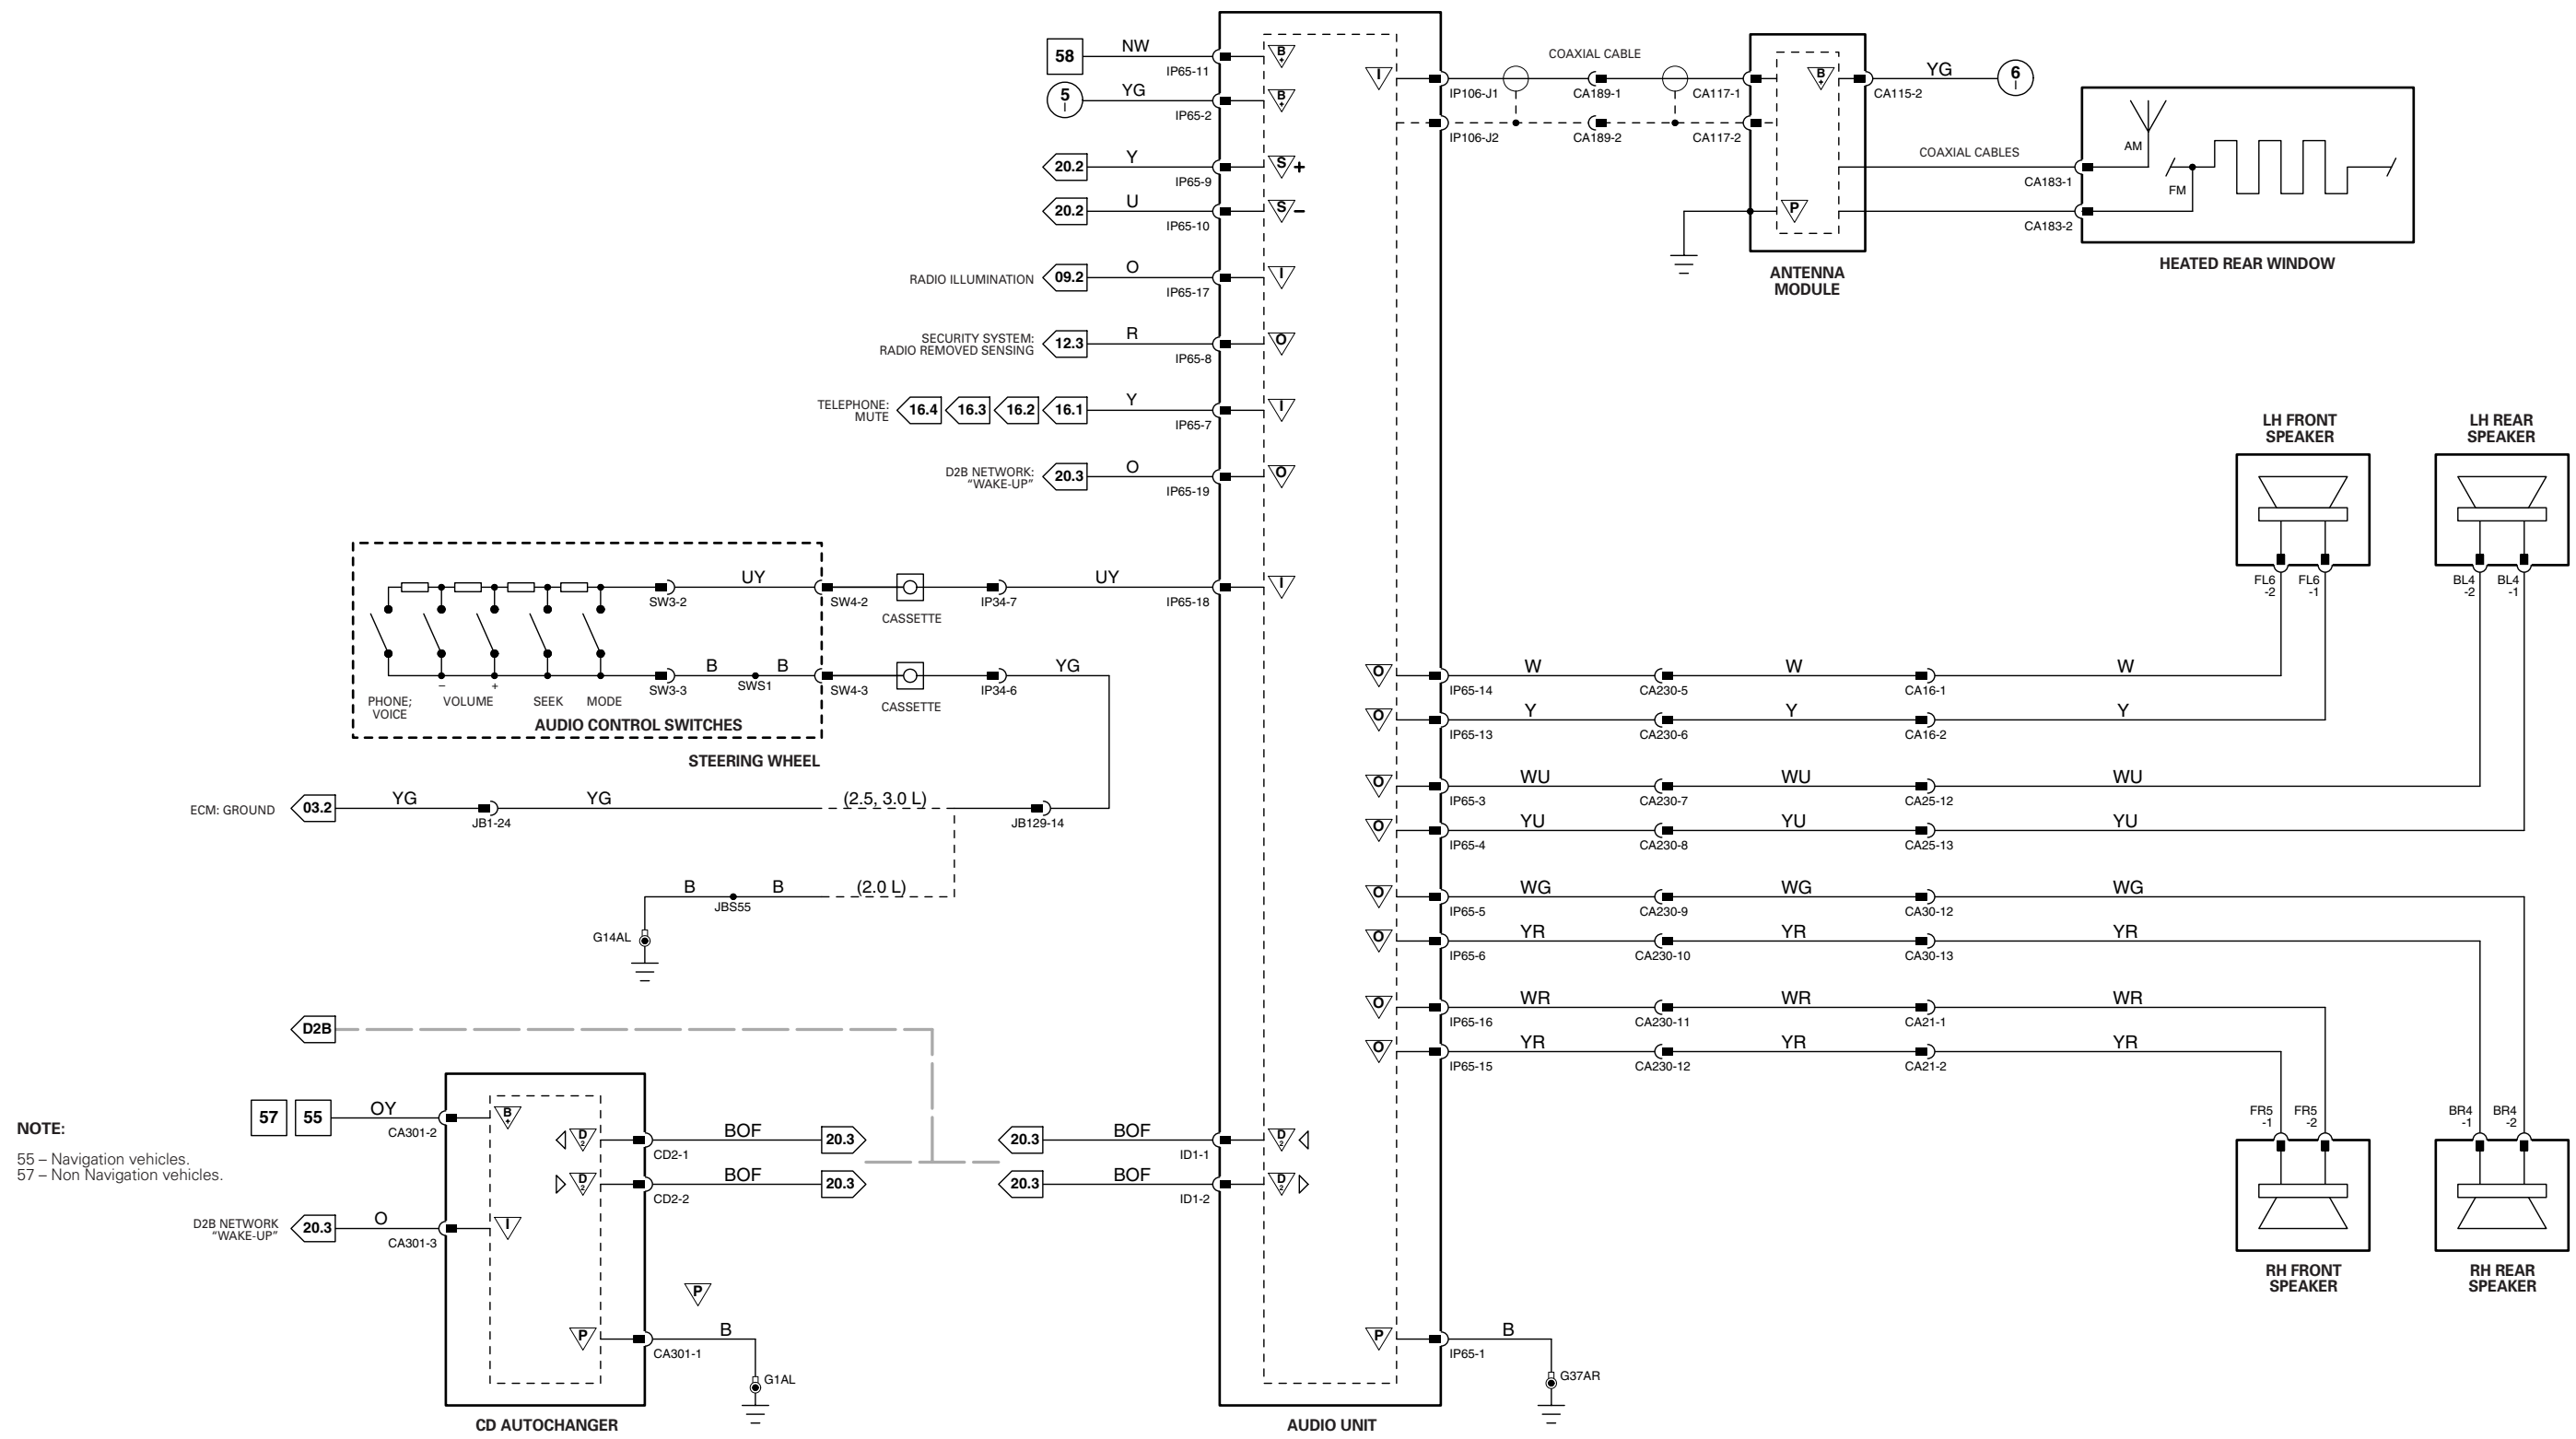 58
NW
IP65-11
B
+
5
I
YG
IP65-2
B
+
20.2
Y
IP65-9
S
+
20.2
U
IP65-10
S
–
RADIO ILLUMINATION
09.2
O
IP65-17
I
SECURITY SYSTEM:
RADIO REMOVED SENSING
12.3
R
IP65-8
O
TELEPHONE:
MUTE
16.4
16.3
16.2
16.1
Y
IP65-7
I
D2B NETWORK:
“WAKE-UP”
20.3
O
IP65-19
O
SW3-2
UY
SW4-2
CASSETTE
IP34-7
UY
IP65-18
I
SW3-3
B
SWS1
B
SW4-3
CASSETTE
IP34-6
YG
–
+
PHONE;
VOICE
VOLUME
SEEK
MODE
AUDIO CONTROL SWITCHES
STEERING WHEEL
ECM: GROUND
03.2
YG
JB1-24
YG
(2.5, 3.0 L)
JB129-14
B
JBS55
B
(2.0 L)
G14AL
D2B
57
55
OY
CA301-2
B
+
NOTE:
55 – Navigation vehicles.
57 – Non Navigation vehicles.
D2B NETWORK
“WAKE-UP”
20.3
O
CA301-3
I
D
2
CD2-1
BOF
20.3
D
2
CD2-2
BOF
20.3
P
P
CA301-1
B
G1AL
CD AUTOCHANGER
20.3
BOF
ID1-1
D
2
20.3
BOF
ID1-2
D
2
I
IP106-J1
COAXIAL CABLE
CA189-1
CA117-1
IP106-J2
CA189-2
CA117-2
B
+
CA115-2
YG
6
I
P
ANTENNA
MODULE
COAXIAL CABLES
CA183-1
CA183-2
AM
FM
HEATED REAR WINDOW
LH FRONT
SPEAKER
LH REAR
SPEAKER
FL6
-2
FL6
-1
BL4
-2
BL4
-1
O
IP65-14
W
CA230-5
W
CA16-1
W
O
IP65-13
Y
CA230-6
Y
CA16-2
Y
O
IP65-3
WU
CA230-7
WU
CA25-12
WU
O
IP65-4
YU
CA230-8
YU
CA25-13
YU
O
IP65-5
WG
CA230-9
WG
CA30-12
WG
O
IP65-6
YR
CA230-10
YR
CA30-13
YR
O
IP65-16
WR
CA230-11
WR
CA21-1
WR
O
IP65-15
YR
CA230-12
YR
CA21-2
YR
FR5
-1
FR5
-2
BR4
-1
BR4
-2
RH FRONT
SPEAKER
RH REAR
SPEAKER
P
IP65-1
B
G37AR
AUDIO UNIT